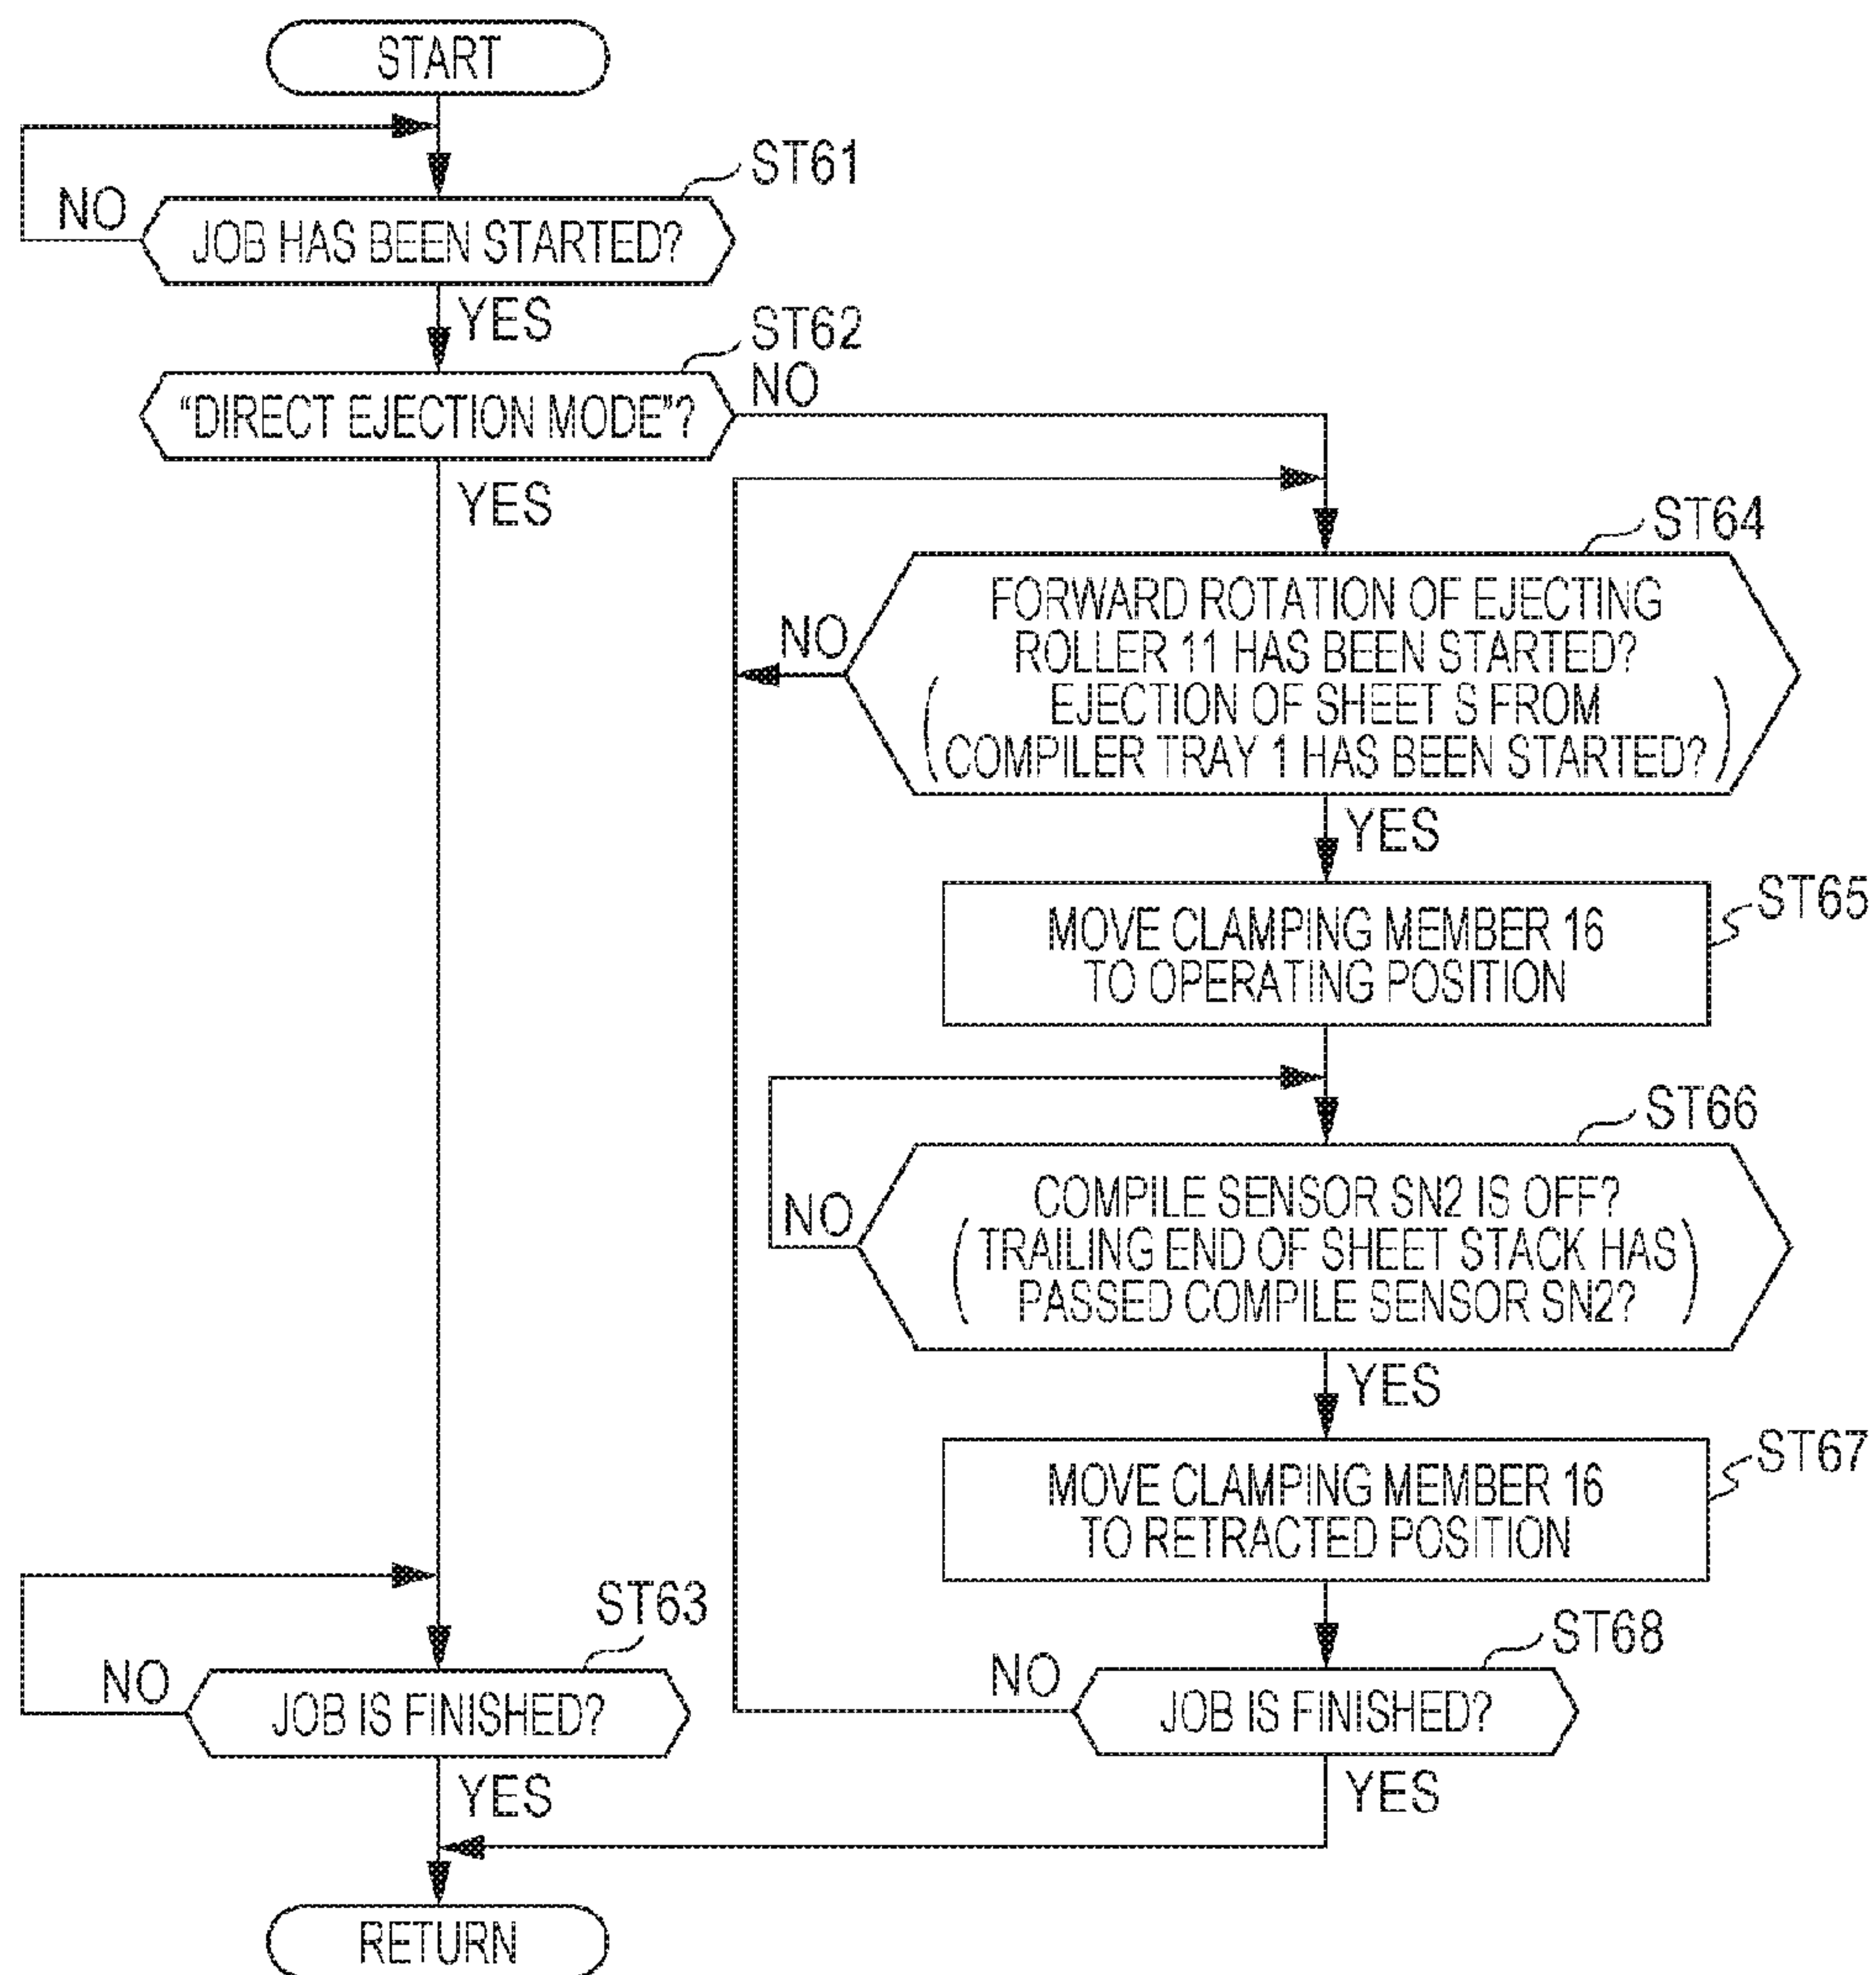 START
ST61
NO
JOB HAS BEEN STARTED?
YES
ST62
NO
"DIRECT EJECTION MODE"?
YES
ST64
FORWARD ROTATION OF EJECTING
ROLLER 11 HAS BEEN STARTED?
NO
(EJECTION OF SHEET S FROM
COMPILER TRAY 1 HAS BEEN STARTED?)
YES
ST65
MOVE CLAMPING MEMBER 16
TO OPERATING POSITION
ST66
COMPILE SENSOR SN2 IS OFF?
NO
(TRAILING END OF SHEET STACK HAS
PASSED COMPILE SENSOR SN2?)
YES
ST67
MOVE CLAMPING MEMBER 16
TO RETRACTED POSITION
ST63
NO
JOB IS FINISHED?
YES
ST68
NO
JOB IS FINISHED?
YES
RETURN